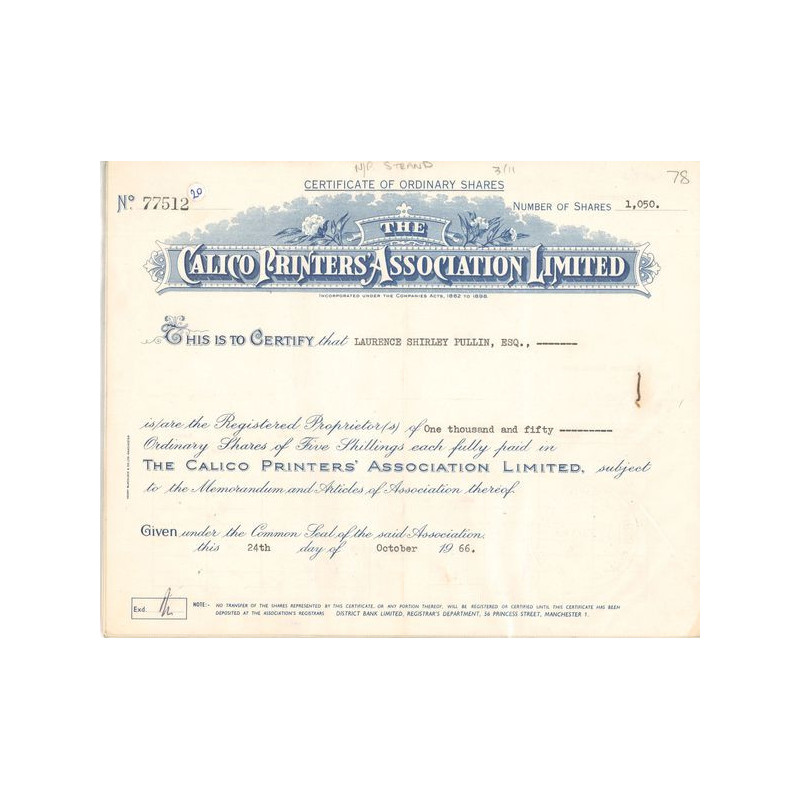 N/P STRAND 3/11
78
CERTIFICATE OF ORDINARY SHARES
Nº 77512 20
NUMBER OF SHARES 1,050.
THE
CALICO PRINTERS' ASSOCIATION LIMITED
INCORPORATED UNDER THE COMPANIES ACTS, 1862 TO 1898.
THIS IS TO CERTIFY that LAURENCE SHIRLEY PULLIN, ESQ., -------
is/are the Registered Proprietor(s) of One thousand and fifty ---------
Ordinary Shares of Five Shillings each fully paid in
THE CALICO PRINTERS' ASSOCIATION LIMITED, subject
to the Memorandum and Articles of Association thereof.
Given under the Common Seal of the said Association,
this 24th day of October 1966.
Exd.
NOTE:- NO TRANSFER OF THE SHARES REPRESENTED BY THIS CERTIFICATE, OR ANY PORTION THEREOF, WILL BE REGISTERED OR CERTIFIED UNTIL THIS CERTIFICATE HAS BEEN
DEPOSITED AT THE ASSOCIATION'S REGISTRARS DISTRICT BANK LIMITED, REGISTRAR'S DEPARTMENT, 36 PRINCESS STREET, MANCHESTER 1.